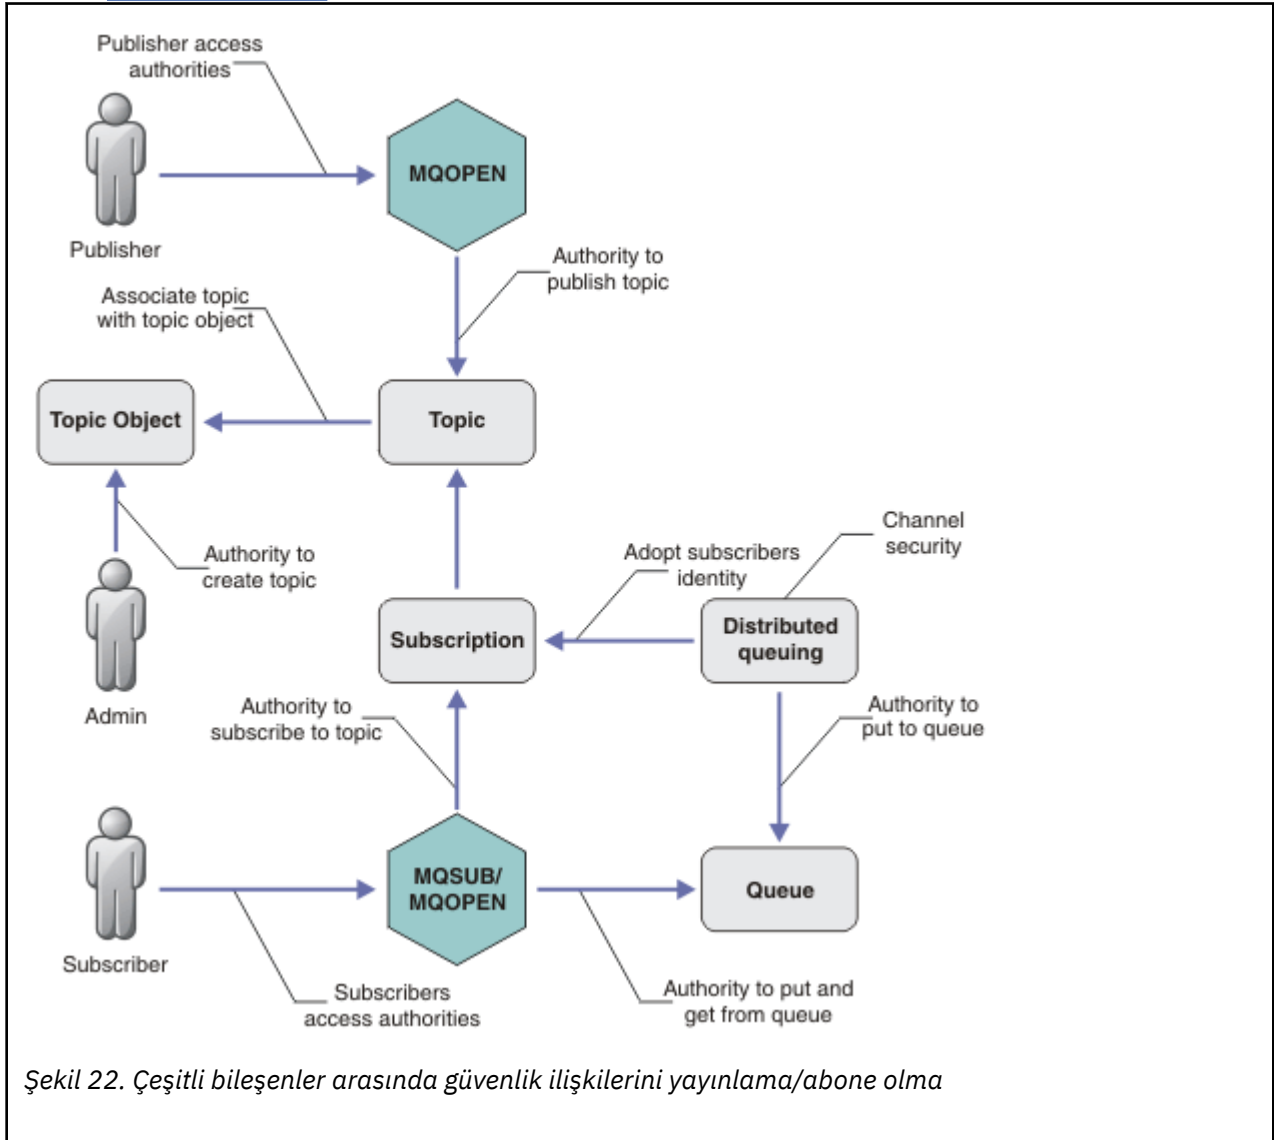 Publisher access
authorities
MQOPEN
Publisher
Authority to
publish topic
Associate topic
with topic object
Topic Object
Topic
Channel
security
Authority to
create topic
Adopt subscribers
identity
Subscription
Distributed
queuing
Admin
Authority to
subscribe to topic
Authority to
put to queue
MQSUB/
MQOPEN
Queue
Subscriber
Subscribers
access authorities
Authority to put and
get from queue
Şekil 22. Çeşitli bileşenler arasında güvenlik ilişkilerini yayınlama/abone olma